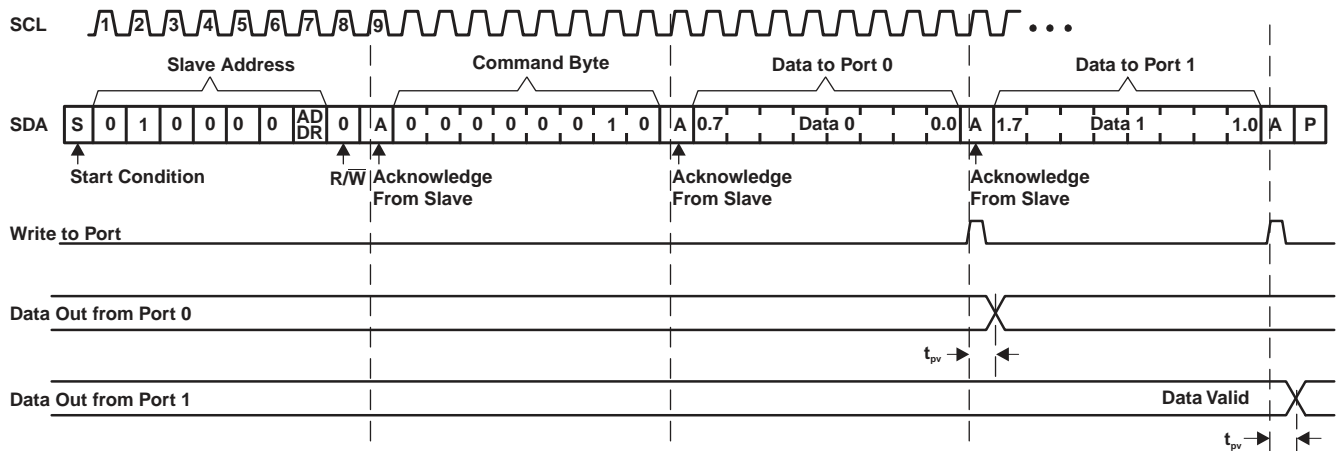 SCL 1 2 3 4 5 6 7 8 9
Slave Address Command Byte Data to Port 0 Data to Port 1
SDA S 0 1 0 0 0 0 AD DR 0 A 0 0 0 0 0 0 1 0 A 0.7 Data 0 0.0 A 1.7 Data 1 1.0 A P
Start Condition R/W̅ Acknowledge From Slave Acknowledge From Slave Acknowledge From Slave
Write to Port
Data Out from Port 0
tpv
Data Out from Port 1 Data Valid
tpv